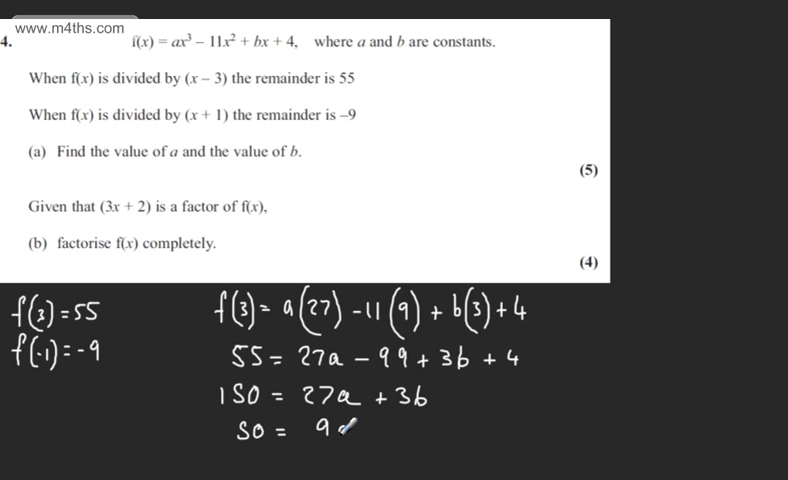 www.m4ths.com
4. f(x) = ax³ – 11x² + bx + 4, where a and b are constants.
When f(x) is divided by (x – 3) the remainder is 55
When f(x) is divided by (x + 1) the remainder is –9
(a) Find the value of a and the value of b.
(5)
Given that (3x + 2) is a factor of f(x),
(b) factorise f(x) completely.
(4)
f(3) = 55
f(-1) = -9
f(3) = a(27) - 11(9) + b(3) + 4
55 = 27a - 99 + 3b + 4
150 = 27a + 3b
50 = 9a